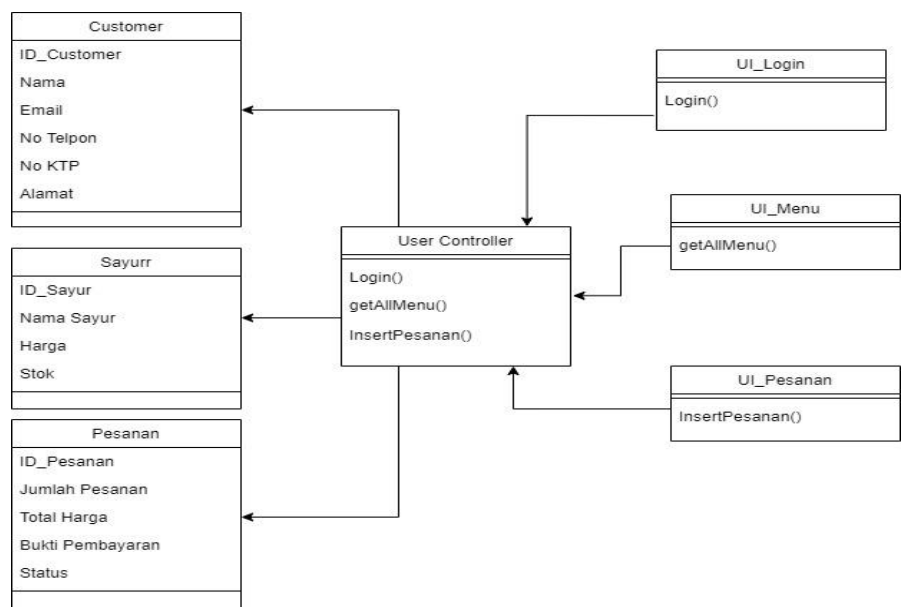 Customer
ID_Customer
Nama
Email
No Telpon
No KTP
Alamat
Sayurr
ID_Sayur
Nama Sayur
Harga
Stok
Pesanan
ID_Pesanan
Jumlah Pesanan
Total Harga
Bukti Pembayaran
Status
User Controller
Login()
getAllMenu()
InsertPesanan()
UI_Login
Login()
UI_Menu
getAllMenu()
UI_Pesanan
InsertPesanan()